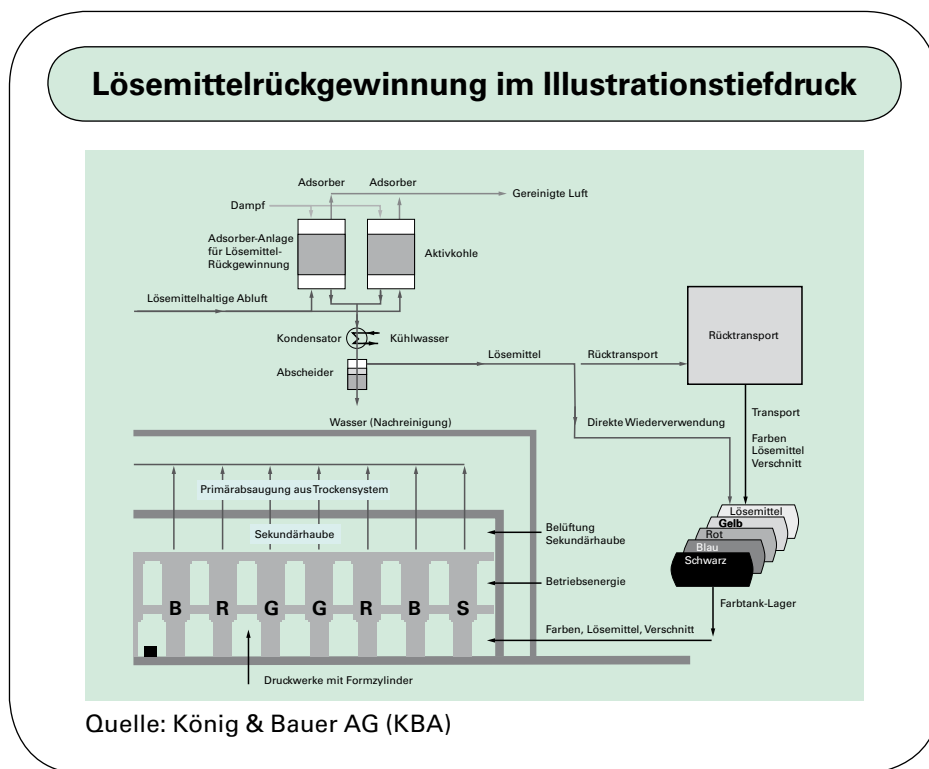 Lösemittelrückgewinnung im Illustrationstiefdruck
Adsorber
Adsorber
Gereinigte Luft
Dampf
Adsorber-Anlage
für Lösemittel-
Rückgewinnung
Aktivkohle
Lösemittelhaltige Abluft
Kondensator
Kühlwasser
Rücktransport
Lösemittel
Rücktransport
Abscheider
Transport
Wasser (Nachreinigung)
Direkte Wiederverwendung
Farben
Lösemittel
Verschnitt
Primärabsaugung aus Trockensystem
Lösemittel
Gelb
Rot
Blau
Schwarz
Sekundärhaube
Belüftung
Sekundärhaube
Betriebsenergie
B R G G R B S
Farbtank-Lager
Farben, Lösemittel, Verschnitt
Druckwerke mit Formzylinder
Quelle: König & Bauer AG (KBA)